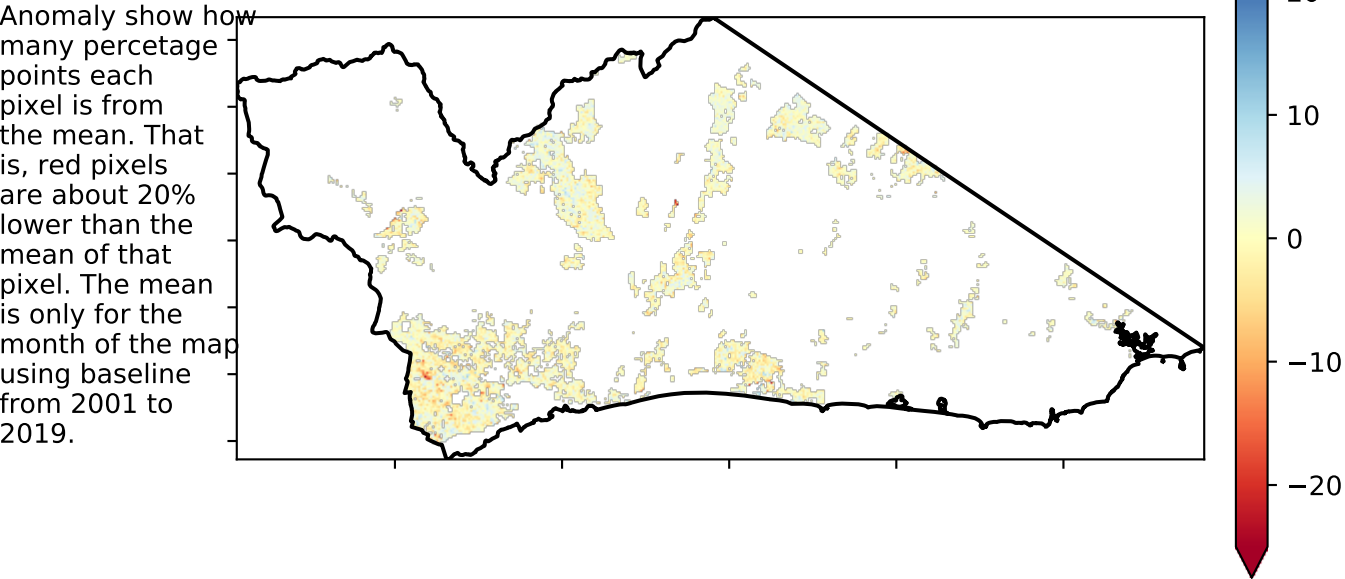 Anomaly show how
many percetage
points each
pixel is from
the mean. That
is, red pixels
are about 20%
lower than the
mean of that
pixel. The mean
is only for the
month of the map
using baseline
from 2001 to
2019.
10
0
−10
−20